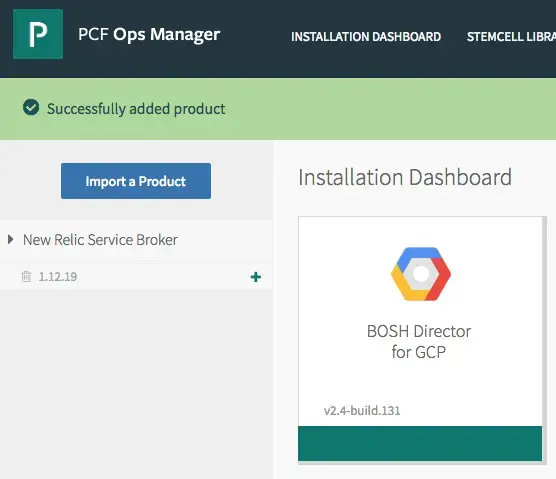 P PCF Ops Manager
INSTALLATION DASHBOARD
STEMCELL LIBRA
Successfully added product
Import a Product
Installation Dashboard
New Relic Service Broker
1.12.19
BOSH Director
for GCP
v2.4-build.131